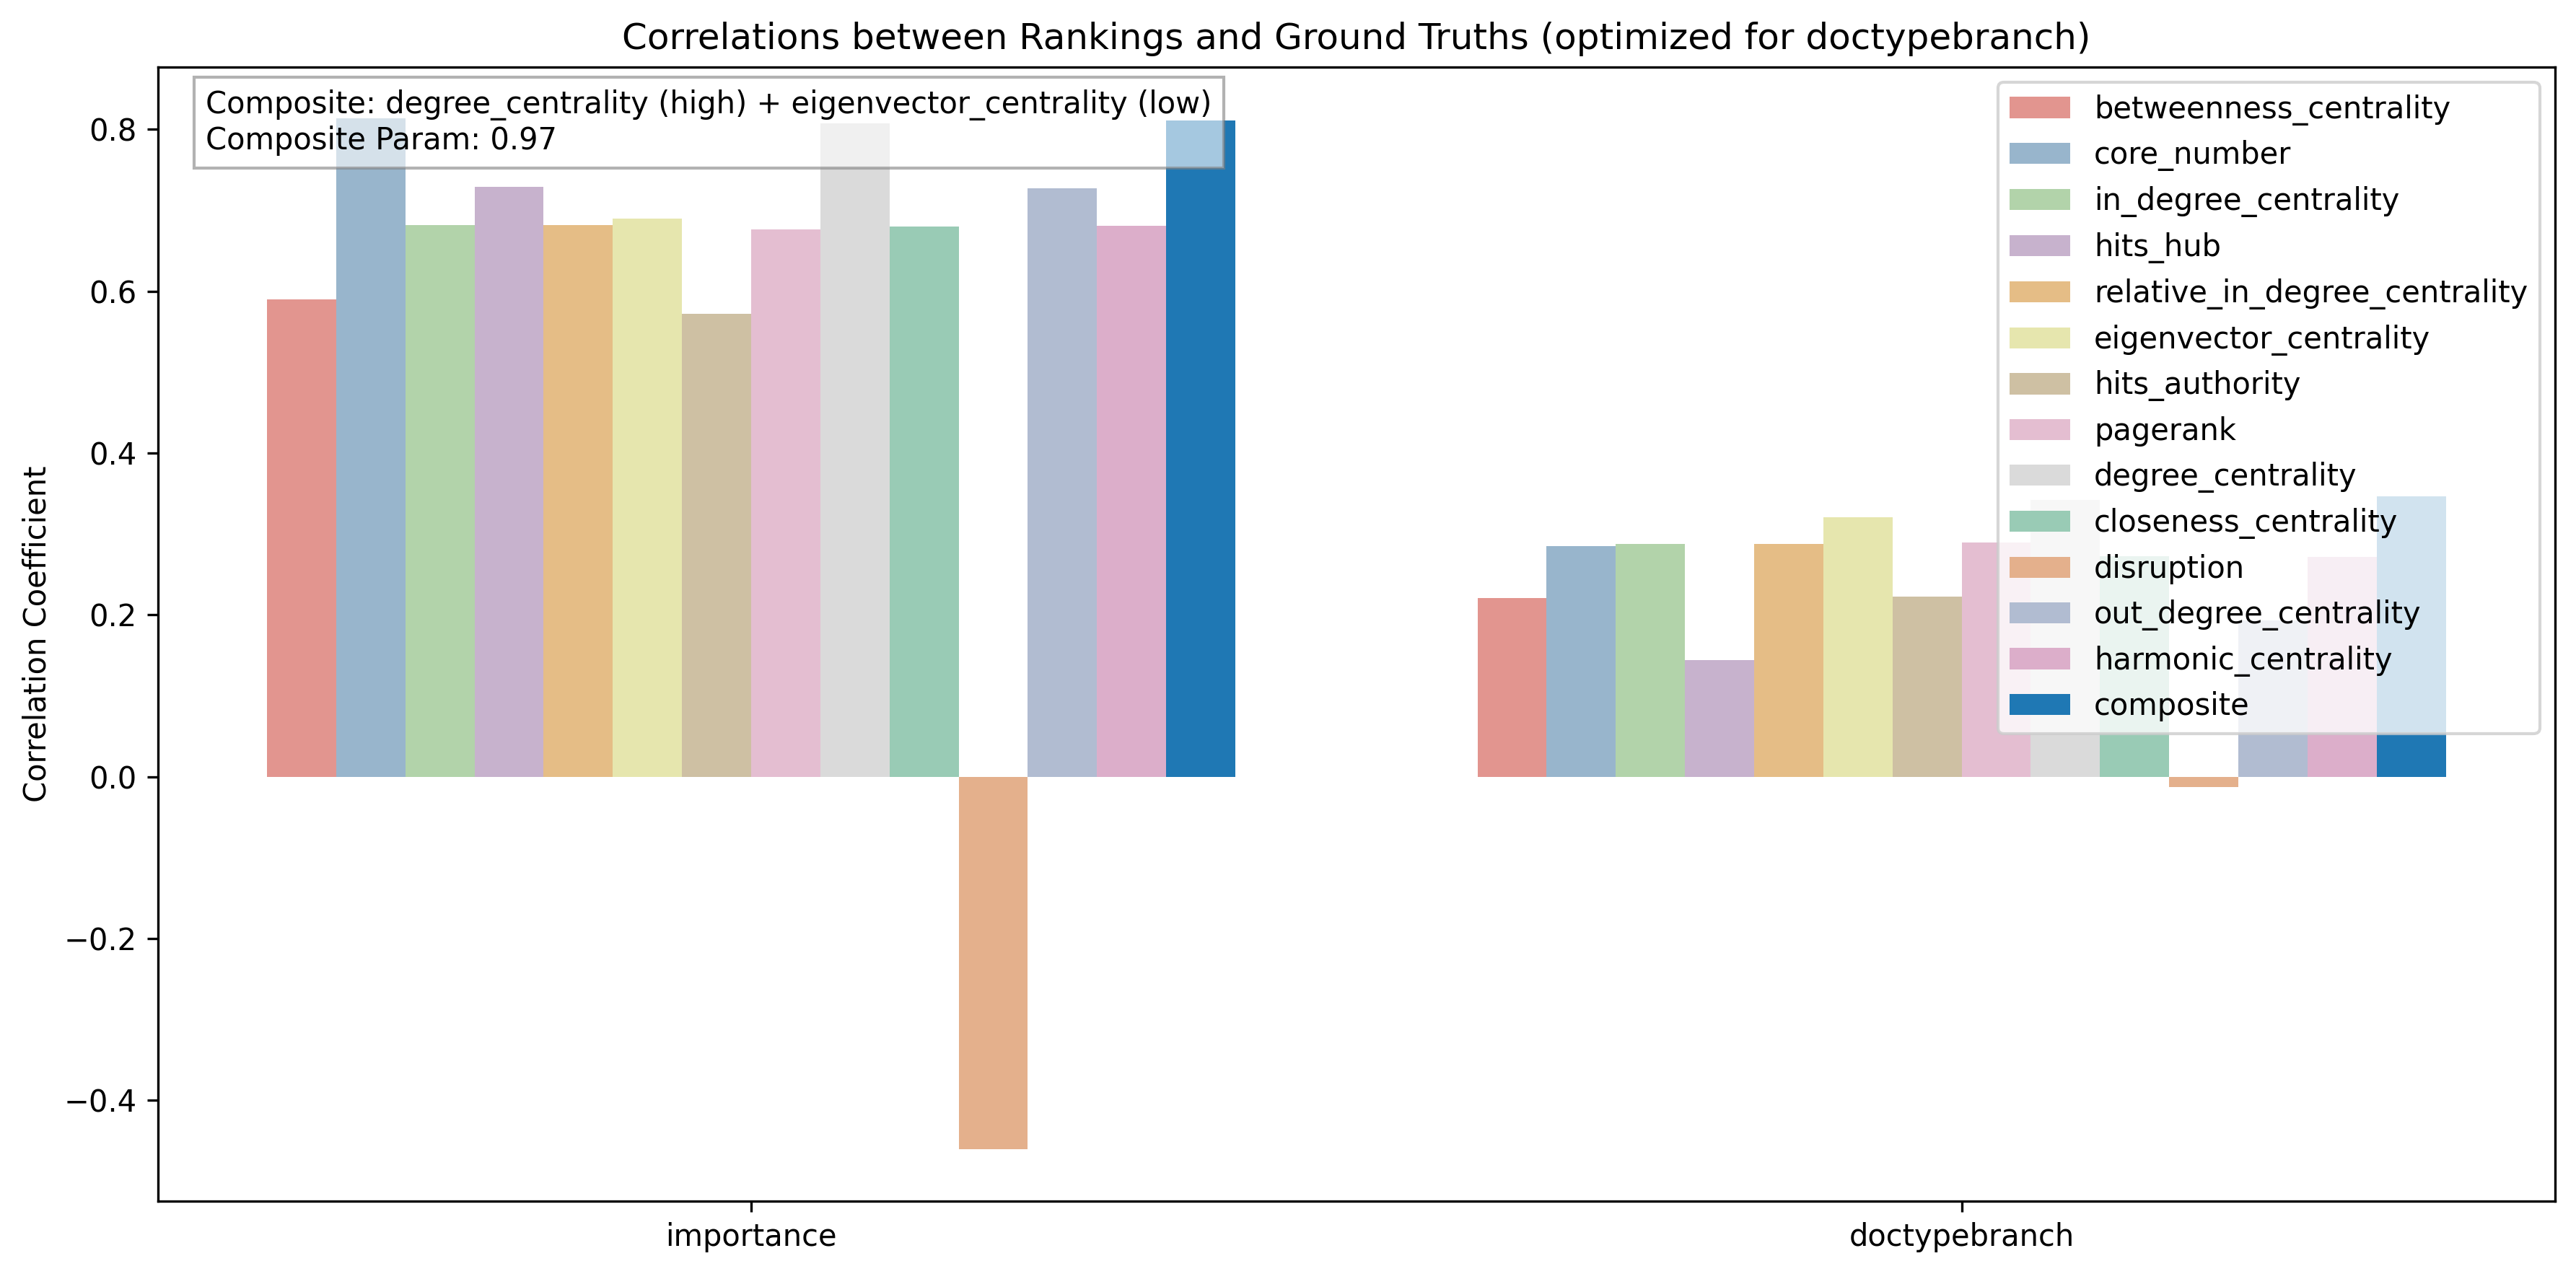 Correlations between Rankings and Ground Truths (optimized for doctypebranch)
Composite: degree_centrality (high) + eigenvector_centrality (low)
Composite Param: 0.97
betweenness_centrality
core_number
in_degree_centrality
hits_hub
relative_in_degree_centrality
eigenvector_centrality
hits_authority
pagerank
degree_centrality
closeness_centrality
disruption
out_degree_centrality
harmonic_centrality
composite
Correlation Coefficient
0.8
0.6
0.4
0.2
0.0
−0.2
−0.4
importance
doctypebranch